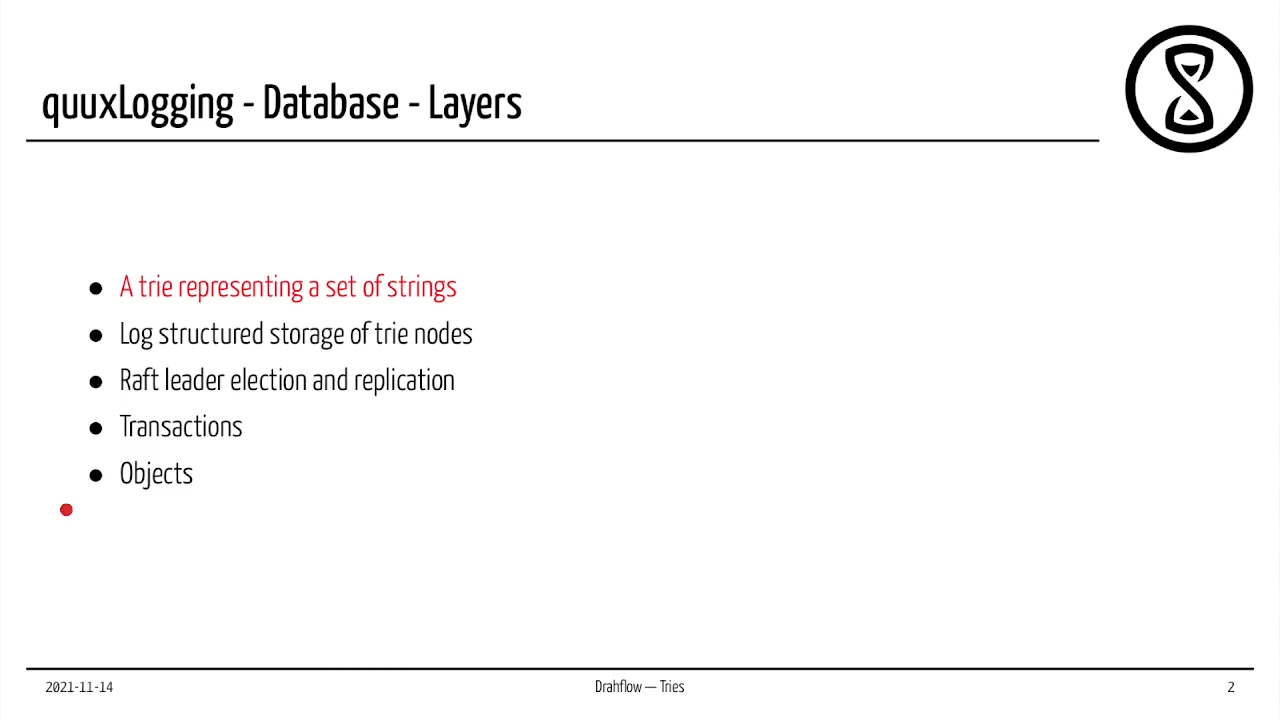 quuxLogging - Database - Layers
A trie representing a set of strings
Log structured storage of trie nodes
Raft leader election and replication
Transactions
Objects
2021-11-14
Drahflow — Tries
2